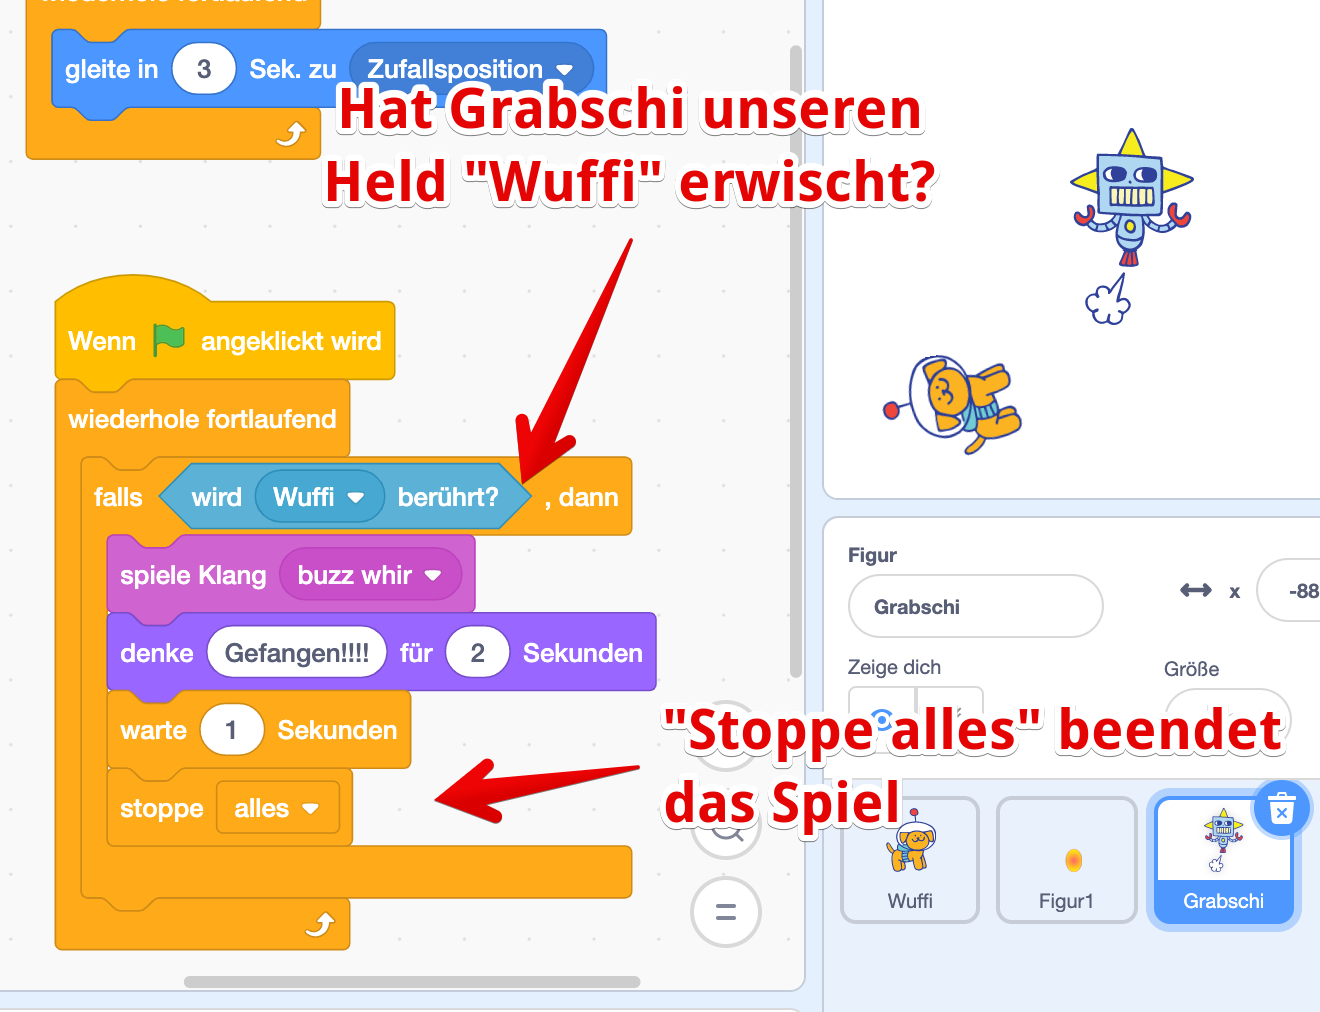 wiederhole fortlaufend
gleite in 3 Sek. zu Zufallsposition
Hat Grabschi unseren
Held "Wuffi" erwischt?
Wenn angeklickt wird
wiederhole fortlaufend
falls wird Wuffi berührt? , dann
spiele Klang buzz whir
denke Gefangen!!!! für 2 Sekunden
warte 1 Sekunden
stoppe alles
Figur
Grabschi
x -88
Zeige dich
Größe
"Stoppe alles" beendet
das Spiel
Wuffi
Figur1
Grabschi